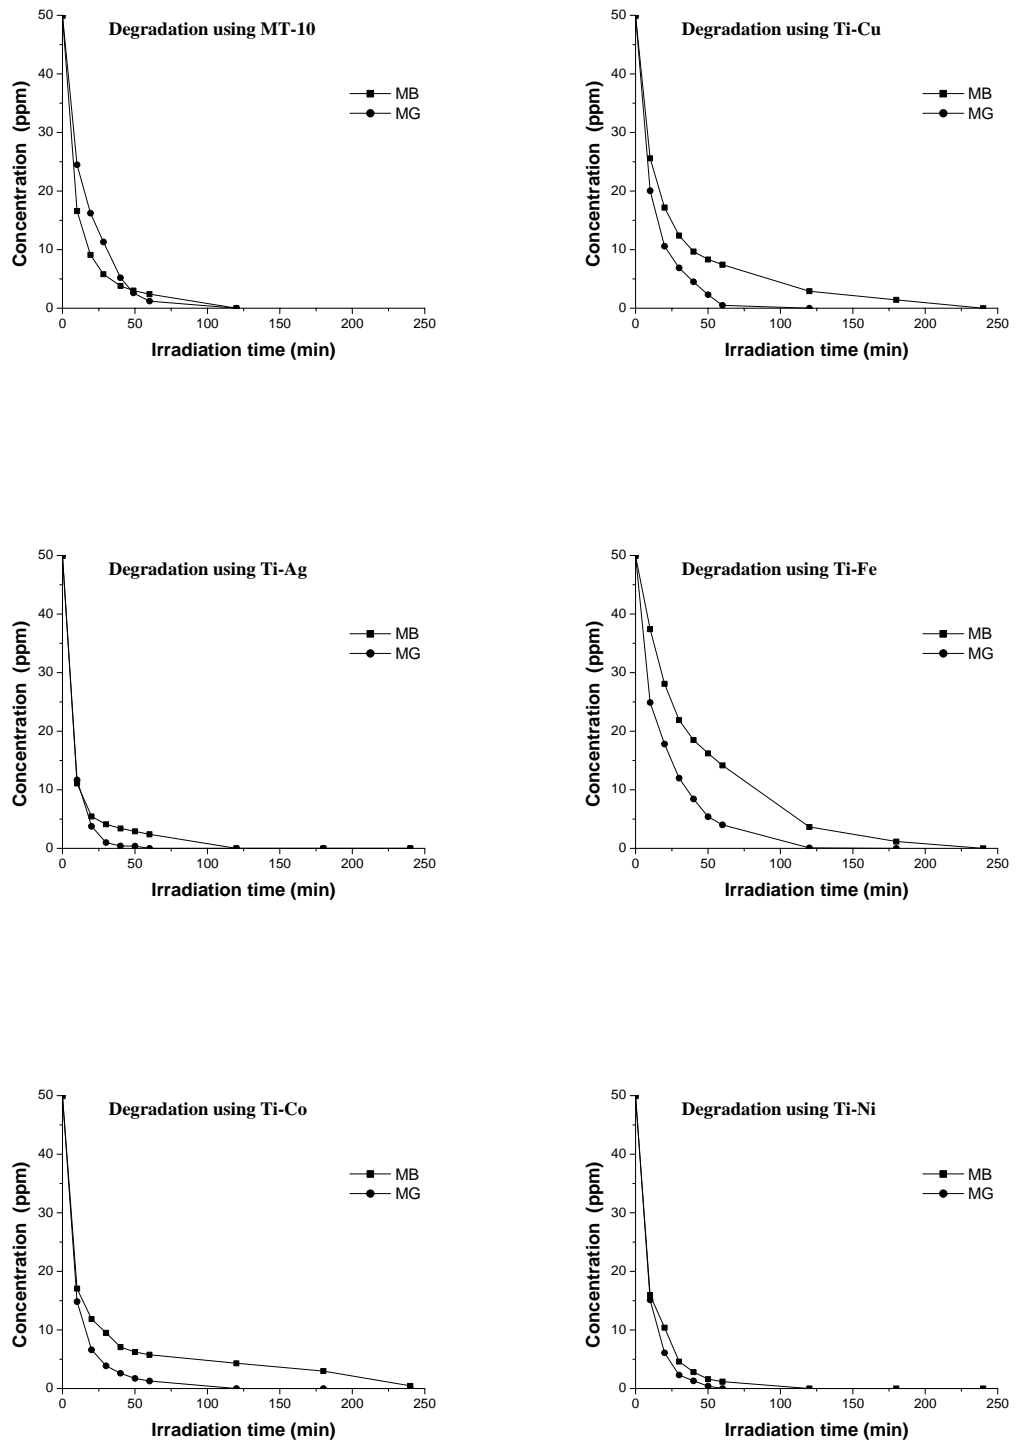 Degradation using MT-10
MB
MG
Concentration (ppm)
50
40
30
20
10
0
0 50 100 150 200 250
Irradiation time (min)
Degradation using Ti-Cu
MB
MG
Concentration (ppm)
50
40
30
20
10
0
0 50 100 150 200 250
Irradiation time (min)
Degradation using Ti-Ag
MB
MG
Concentration (ppm)
50
40
30
20
10
0
0 50 100 150 200 250
Irradiation time (min)
Degradation using Ti-Fe
MB
MG
Concentration (ppm)
50
40
30
20
10
0
0 50 100 150 200 250
Irradiation time (min)
Degradation using Ti-Co
MB
MG
Concentration (ppm)
50
40
30
20
10
0
0 50 100 150 200 250
Irradiation time (min)
Degradation using Ti-Ni
MB
MG
Concentration (ppm)
50
40
30
20
10
0
0 50 100 150 200 250
Irradiation time (min)